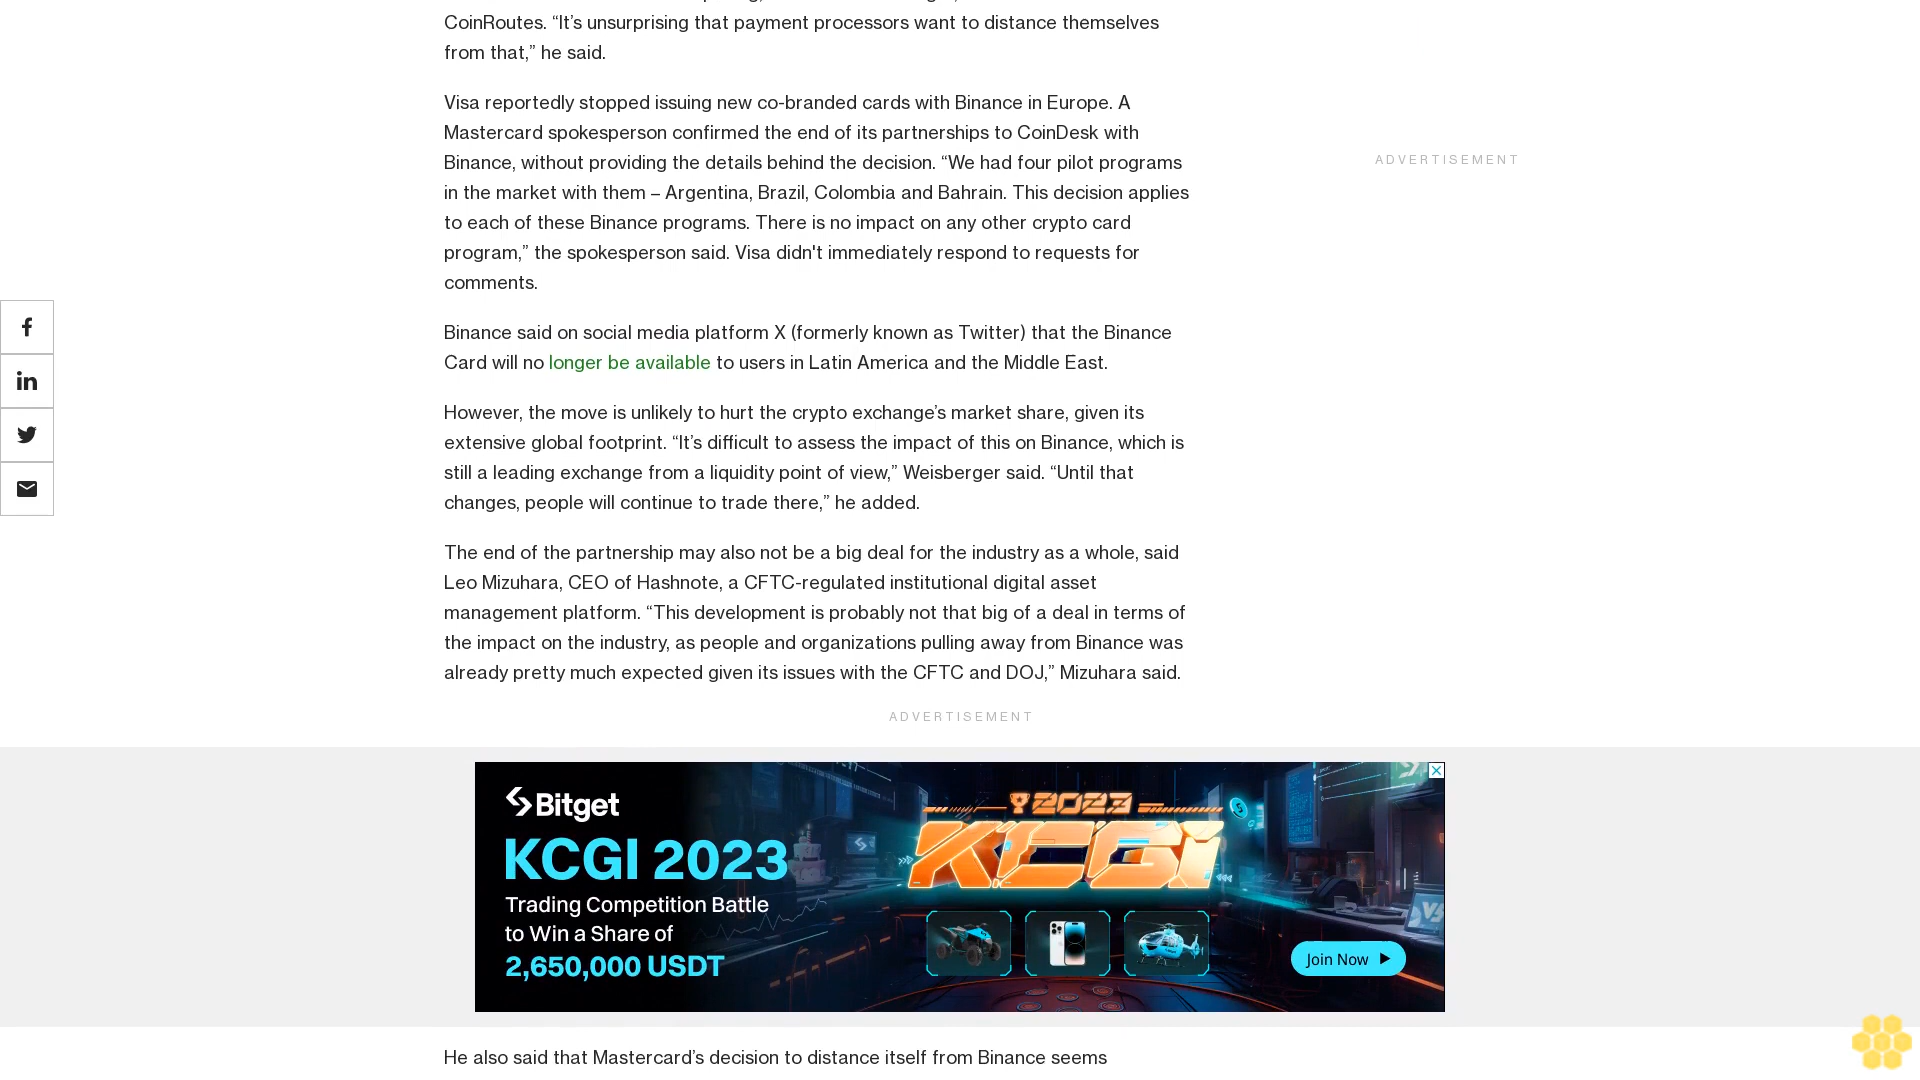 CoinRoutes. “It’s unsurprising that payment processors want to distance themselves
from that,” he said.
Visa reportedly stopped issuing new co-branded cards with Binance in Europe. A
Mastercard spokesperson confirmed the end of its partnerships to CoinDesk with
Binance, without providing the details behind the decision. “We had four pilot programs
in the market with them – Argentina, Brazil, Colombia and Bahrain. This decision applies
to each of these Binance programs. There is no impact on any other crypto card
program,” the spokesperson said. Visa didn't immediately respond to requests for
comments.
Binance said on social media platform X (formerly known as Twitter) that the Binance
Card will no longer be available to users in Latin America and the Middle East.
However, the move is unlikely to hurt the crypto exchange’s market share, given its
extensive global footprint. “It’s difficult to assess the impact of this on Binance, which is
still a leading exchange from a liquidity point of view,” Weisberger said. “Until that
changes, people will continue to trade there,” he added.
The end of the partnership may also not be a big deal for the industry as a whole, said
Leo Mizuhara, CEO of Hashnote, a CFTC-regulated institutional digital asset
management platform. “This development is probably not that big of a deal in terms of
the impact on the industry, as people and organizations pulling away from Binance was
already pretty much expected given its issues with the CFTC and DOJ,” Mizuhara said.
ADVERTISEMENT
ADVERTISEMENT
Bitget
KCGI 2023
Trading Competition Battle
to Win a Share of
2,650,000 USDT
2023
KCGI
VS
Join Now
He also said that Mastercard’s decision to distance itself from Binance seems